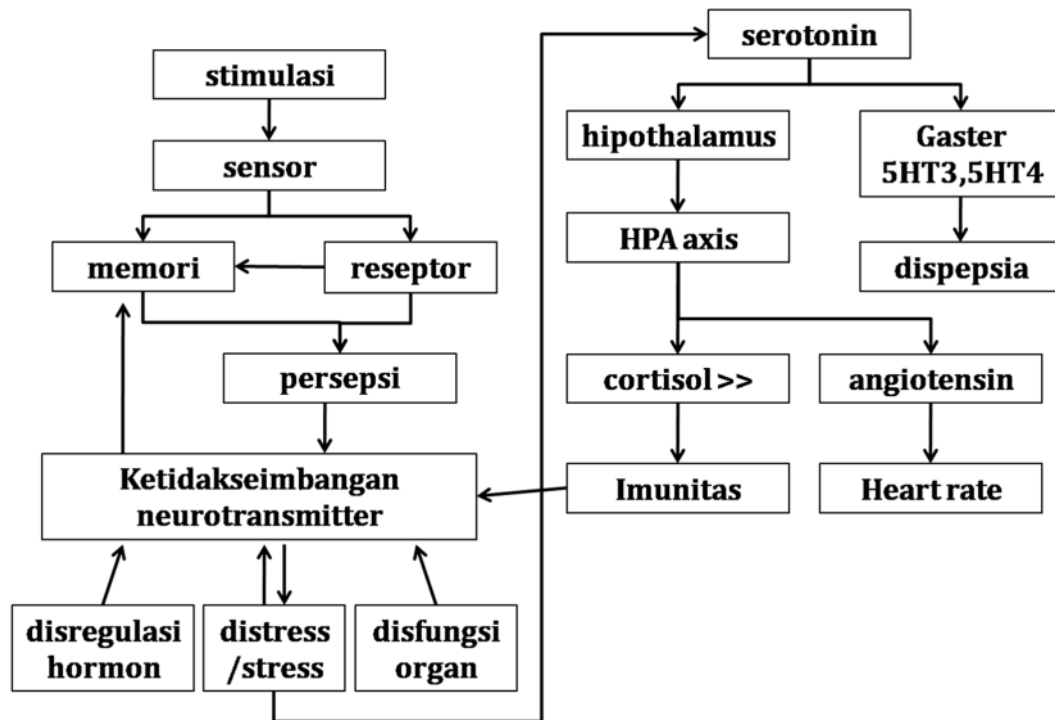 stimulasi
sensor
memori
reseptor
persepsi
Ketidakseimbangan
neurotransmitter
disregulasi
hormon
distress
/stress
disfungsi
organ
serotonin
hipothalamus
Gaster
5HT3,5HT4
HPA axis
dispepsia
cortisol >>
angiotensin
Imunitas
Heart rate